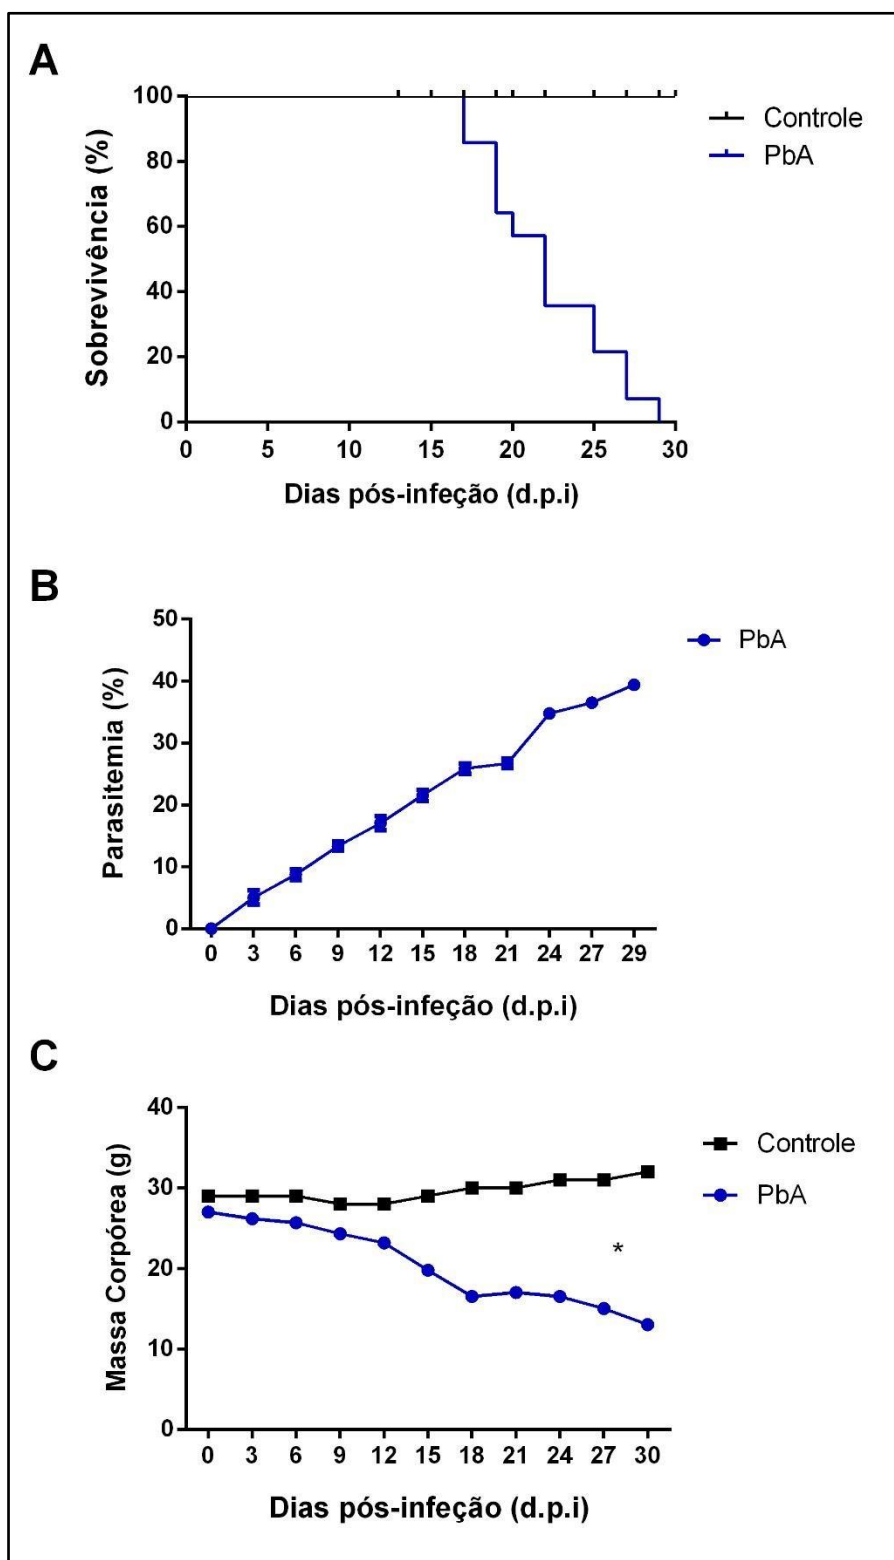 A
Sobrevivência (%)
100
80
60
40
20
0
0 5 10 15 20 25 30
Dias pós-infeção (d.p.i)
Controle
PbA
B
Parasitemia (%)
50
40
30
20
10
0
0 3 6 9 12 15 18 21 24 27 29
Dias pós-infeção (d.p.i)
PbA
C
Massa Corpórea (g)
40
30
20
10
0
0 3 6 9 12 15 18 21 24 27 30
Dias pós-infeção (d.p.i)
*
Controle
PbA